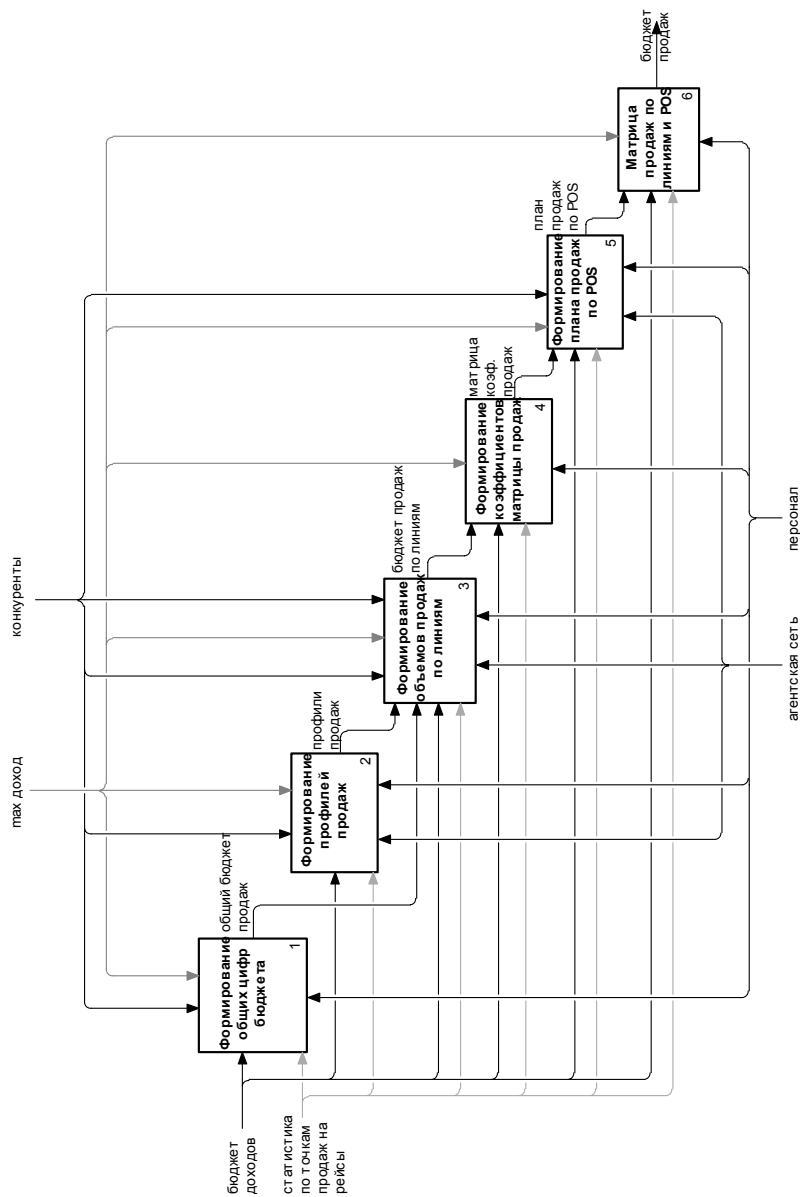 max доход
конкуренты
бюджет
доходов
статистика
по точкам
продаж на
рейсы
Формирование
общих цифр
бюджета
1
общий бюджет
продаж
Формирование
профилей
продаж
2
профили
продаж
Формирование
объемов продаж
по линиям
3
бюджет продаж
по линиям
Формирование
коэффициентов
матрицы продаж
4
матрица
коэф.
продаж
Формирование
плана продаж
по POS
5
план
продаж
по POS
Матрица
продаж по
линиям и POS
6
бюджет
продаж
агентская сеть
персонал